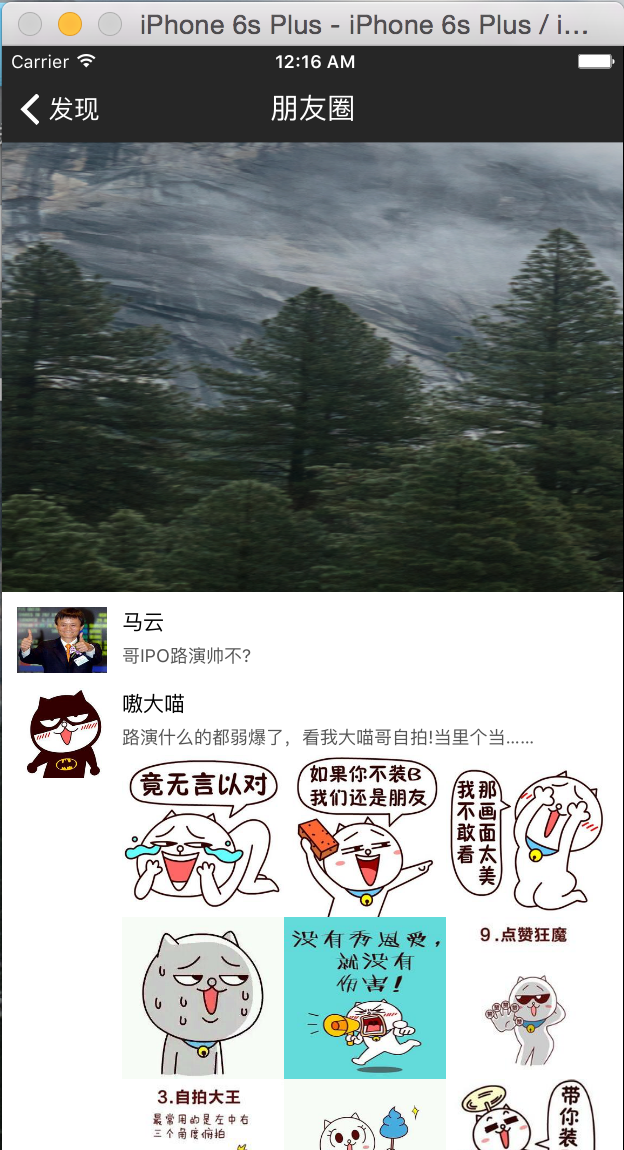 iPhone 6s Plus - iPhone 6s Plus / i...
Carrier 12:16 AM
发现
朋友圈
马云
哥IPO路演帅不?
嗷大喵
路演什么的都弱爆了，看我大喵哥自拍!当里个当......
竟无言以对
如果你不装B
我们还是朋友
那画面太美
我不敢看
没有秀恩爱，
就没有
伤害！
9.点赞狂魔
3.自拍大王
最常用的是左中右
三个角度俯拍
带你装